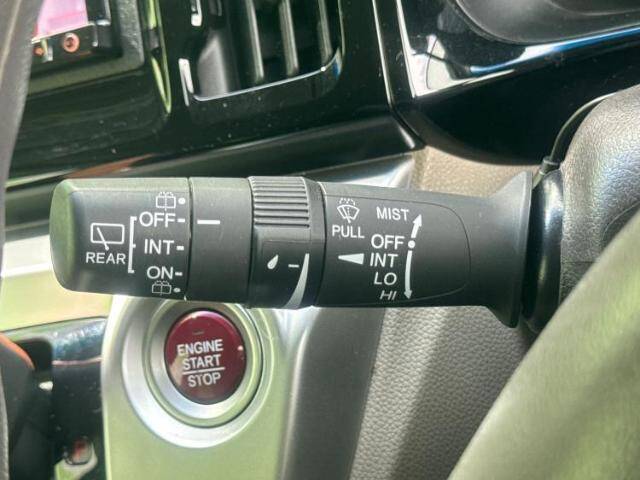 OFF
INT
REAR
ON
PULL
MIST
OFF
INT
LO
HI
ENGINE
START
STOP